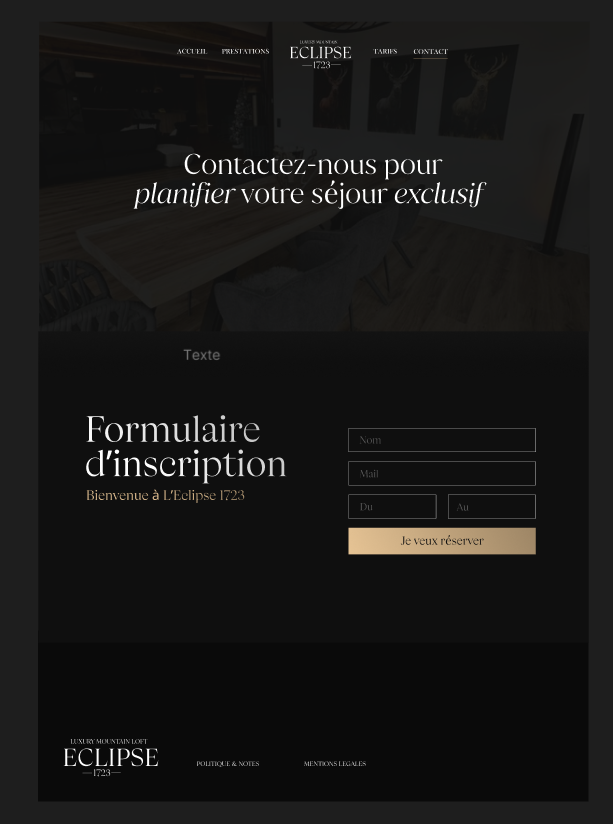 ACCUEIL PRESTATIONS
LUXURY MOUNTAIN
ECLIPSE
—1723—
TARIFS CONTACT
Contactez-nous pour
planifier votre séjour exclusif
Texte
Formulaire
d'inscription
Bienvenue à L'Eclipse 1723
Nom
Mail
Du Au
Je veux réserver
LUXURY MOUNTAIN LOFT
ECLIPSE
—1723—
POLITIQUE & NOTES MENTIONS LEGALES